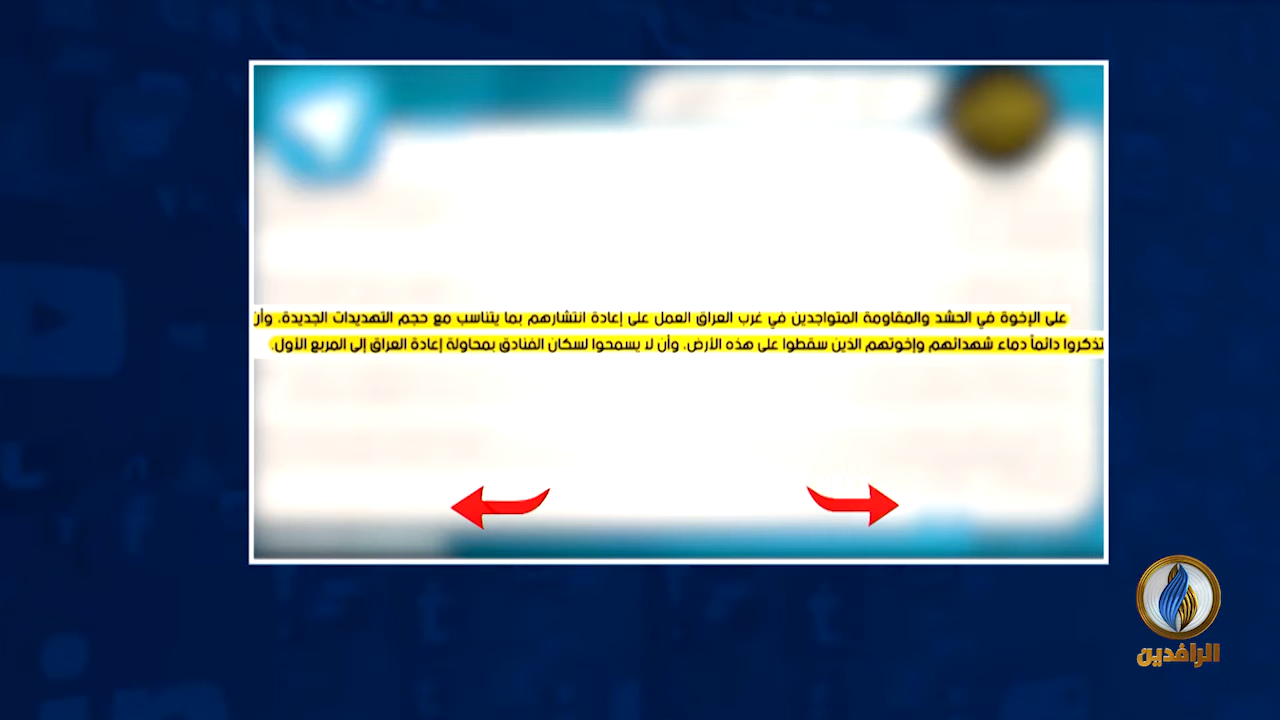 على الإخوة في الحشد والمقاومة المتواجدين في غرب العراق العمل على إعادة انتشارهم بما يتناسب مع حجم التهديدات الجديدة، وأن
تذكروا دائماً دماء شهدائهم وإخوتهم الذين سقطوا على هذه الأرض، وأن لا يسمحوا لسكان الفنادق بمحاولة إعادة العراق إلى المربع الأول.
الرافدين